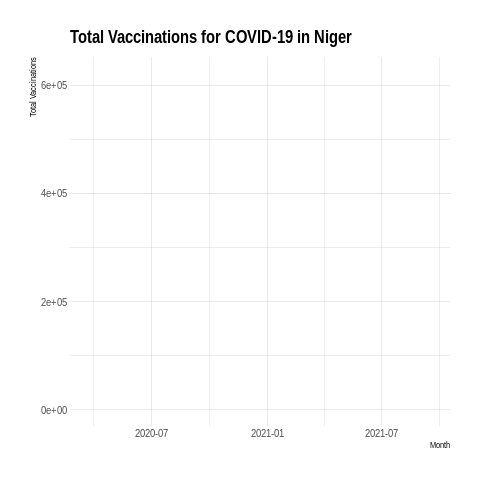 Total Vaccinations for COVID-19 in Niger
Total Vaccinations
6e+05
4e+05
2e+05
0e+00
2020-07 2021-01 2021-07
Month